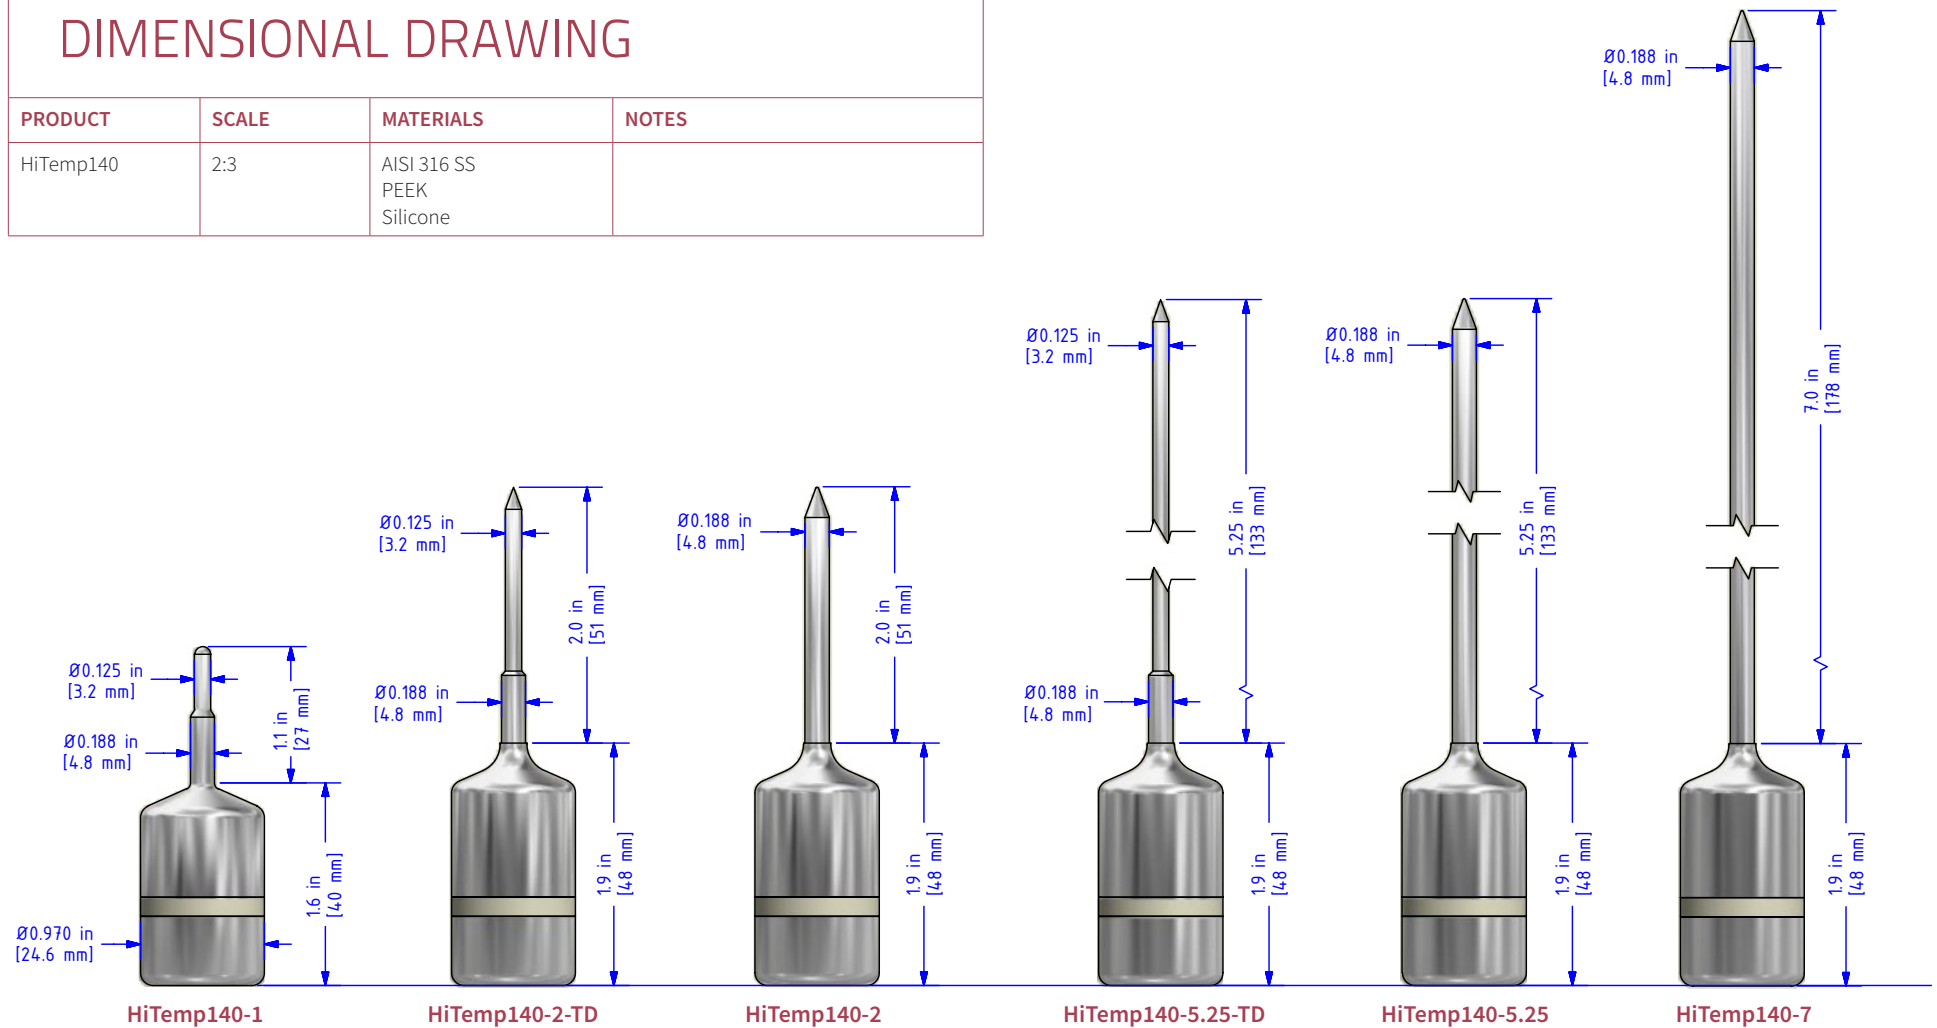 DIMENSIONAL DRAWING
PRODUCT
SCALE
MATERIALS
NOTES
HiTemp140
2:3
AISI 316 SS
PEEK
Silicone
Ø0.125 in
[3.2 mm]
Ø0.188 in
[4.8 mm]
Ø0.970 in
[24.6 mm]
1.1 in
[27 mm]
1.6 in
[40 mm]
HiTemp140-1
Ø0.125 in
[3.2 mm]
Ø0.188 in
[4.8 mm]
2.0 in
[51 mm]
1.9 in
[48 mm]
HiTemp140-2-TD
Ø0.188 in
[4.8 mm]
2.0 in
[51 mm]
1.9 in
[48 mm]
HiTemp140-2
Ø0.125 in
[3.2 mm]
Ø0.188 in
[4.8 mm]
5.25 in
[133 mm]
1.9 in
[48 mm]
HiTemp140-5.25-TD
Ø0.188 in
[4.8 mm]
5.25 in
[133 mm]
1.9 in
[48 mm]
HiTemp140-5.25
Ø0.188 in
[4.8 mm]
7.0 in
[178 mm]
1.9 in
[48 mm]
HiTemp140-7